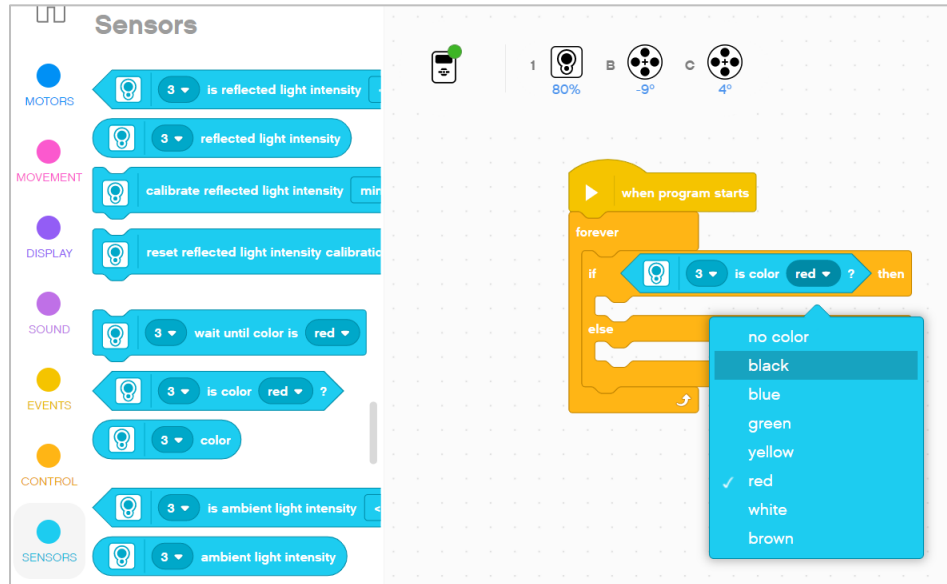 Sensors
MOTORS
MOVEMENT
DISPLAY
SOUND
EVENTS
CONTROL
SENSORS
3 is reflected light intensity
3 reflected light intensity
calibrate reflected light intensity
reset reflected light intensity
3 wait until color is red
3 is color red ?
3 color
3 is ambient light intensity <
3 ambient light intensity
1 B C
80% -9° 4°
when program starts
forever
if 3 is color red ? then
else
no color
black
blue
green
yellow
✓ red
white
brown